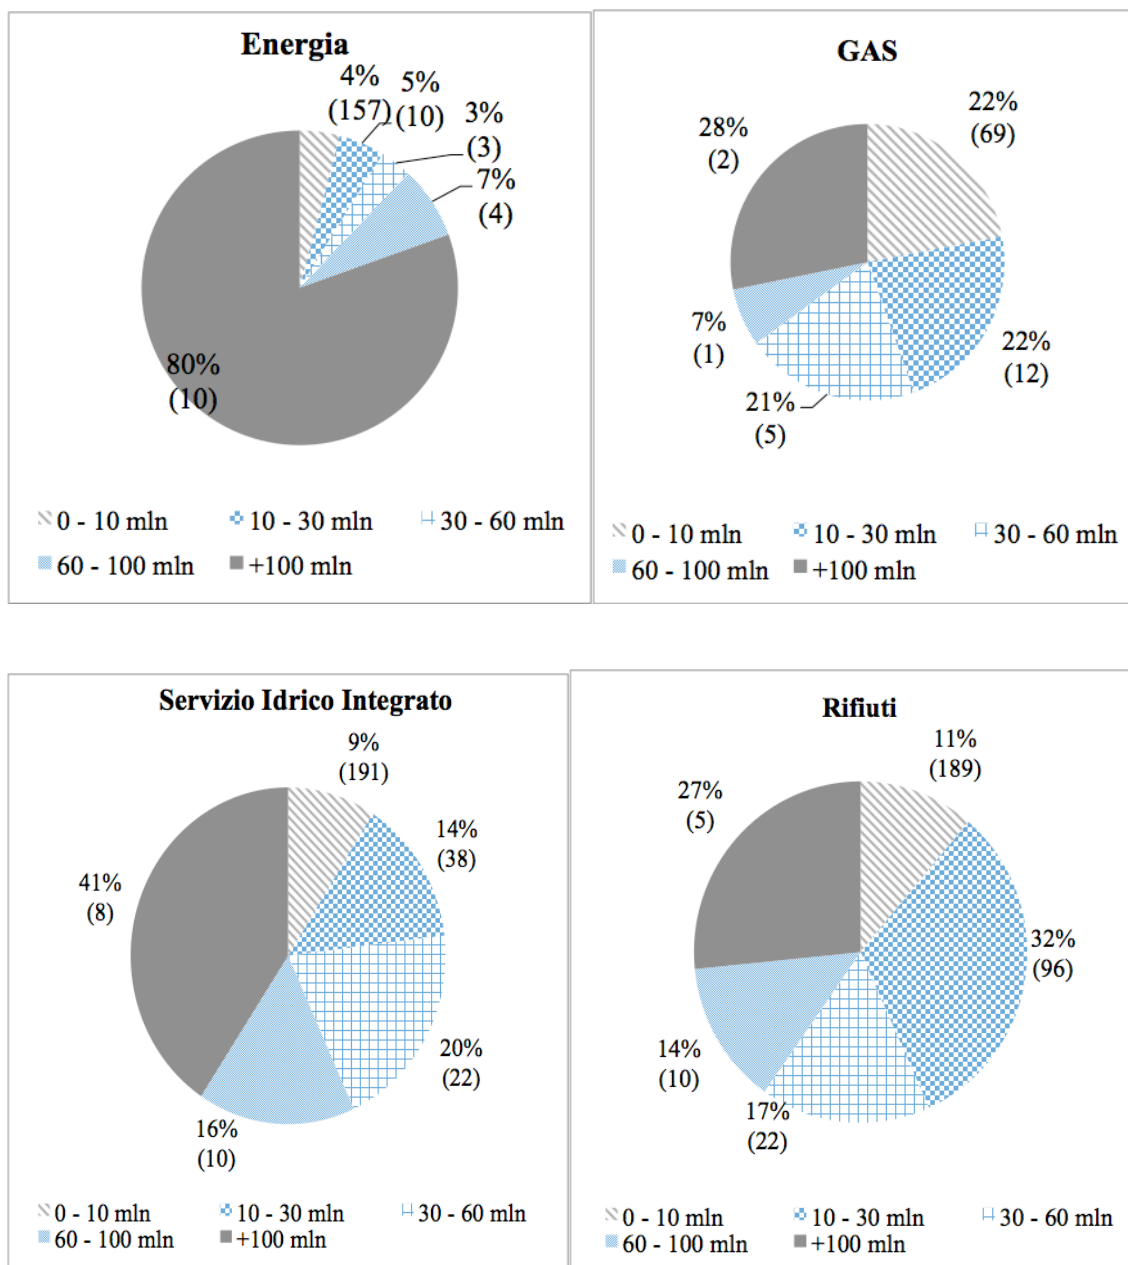 Energia
4%
(157)
5%
(10)
3%
(3)
7%
(4)
80%
(10)
0 - 10 mln
10 - 30 mln
30 - 60 mln
60 - 100 mln
+100 mln
GAS
22%
(69)
28%
(2)
22%
(12)
7%
(1)
21%
(5)
0 - 10 mln
10 - 30 mln
30 - 60 mln
60 - 100 mln
+100 mln
Servizio Idrico Integrato
9%
(191)
14%
(38)
41%
(8)
20%
(22)
16%
(10)
0 - 10 mln
10 - 30 mln
30 - 60 mln
60 - 100 mln
+100 mln
Rifiuti
11%
(189)
27%
(5)
32%
(96)
14%
(10)
17%
(22)
0 - 10 mln
10 - 30 mln
30 - 60 mln
60 - 100 mln
+100 mln